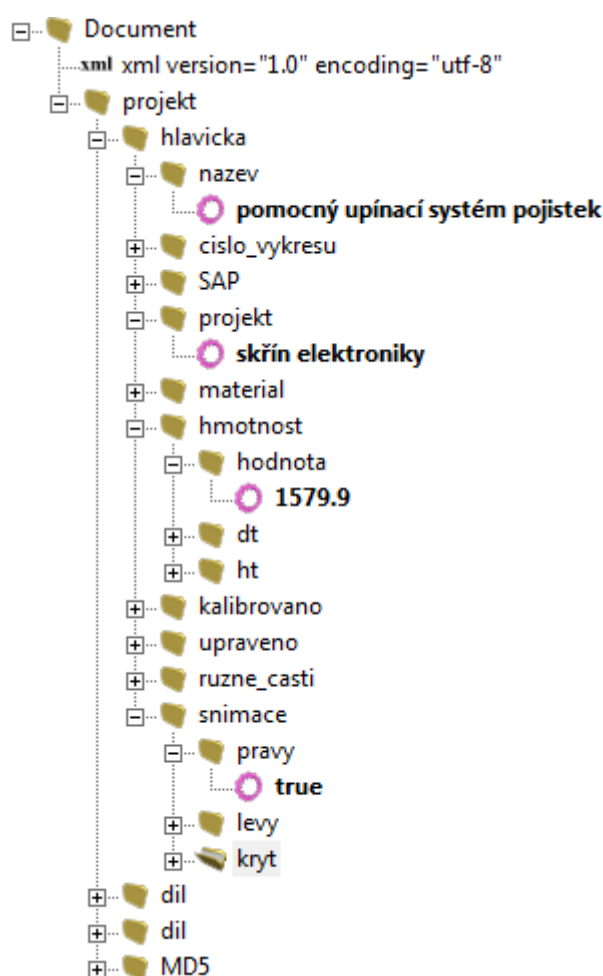 Document
xml xml version="1.0" encoding="utf-8"
projekt
hlavicka
nazev
pomocný upínací systém pojistek
cislo_vykresu
SAP
projekt
skřín elektroniky
material
hmotnost
hodnota
1579.9
dt
ht
kalibrovano
upraveno
ruzne_casti
snimace
pravy
true
levy
kryt
dil
dil
MD5